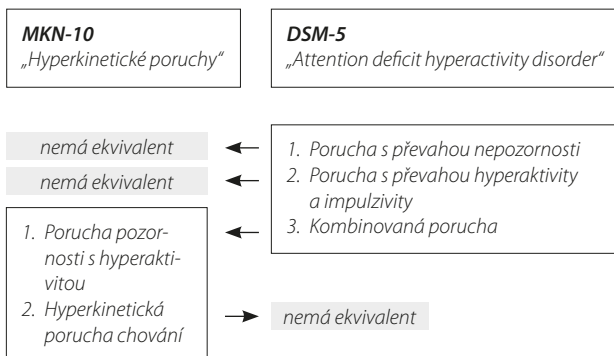 MKN-10
„Hyperkinetické poruchy“
DSM-5
„Attention deficit hyperactivity disorder“
nemá ekvivalent
nemá ekvivalent
1. Porucha s převahou nepozornosti
2. Porucha s převahou hyperaktivity
a impulzivity
3. Kombinovaná porucha
1. Porucha pozor-
nosti s hyperakti-
vitou
2. Hyperkinetická
porucha chování
nemá ekvivalent